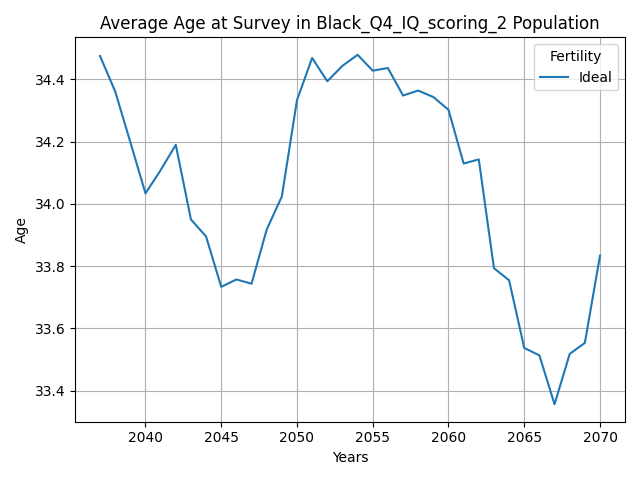 Average Age at Survey in Black_Q4_IQ_scoring_2 Population
Fertility
Ideal
Age
34.4
34.2
34.0
33.8
33.6
33.4
2040
2045
2050
2055
2060
2065
2070
Years